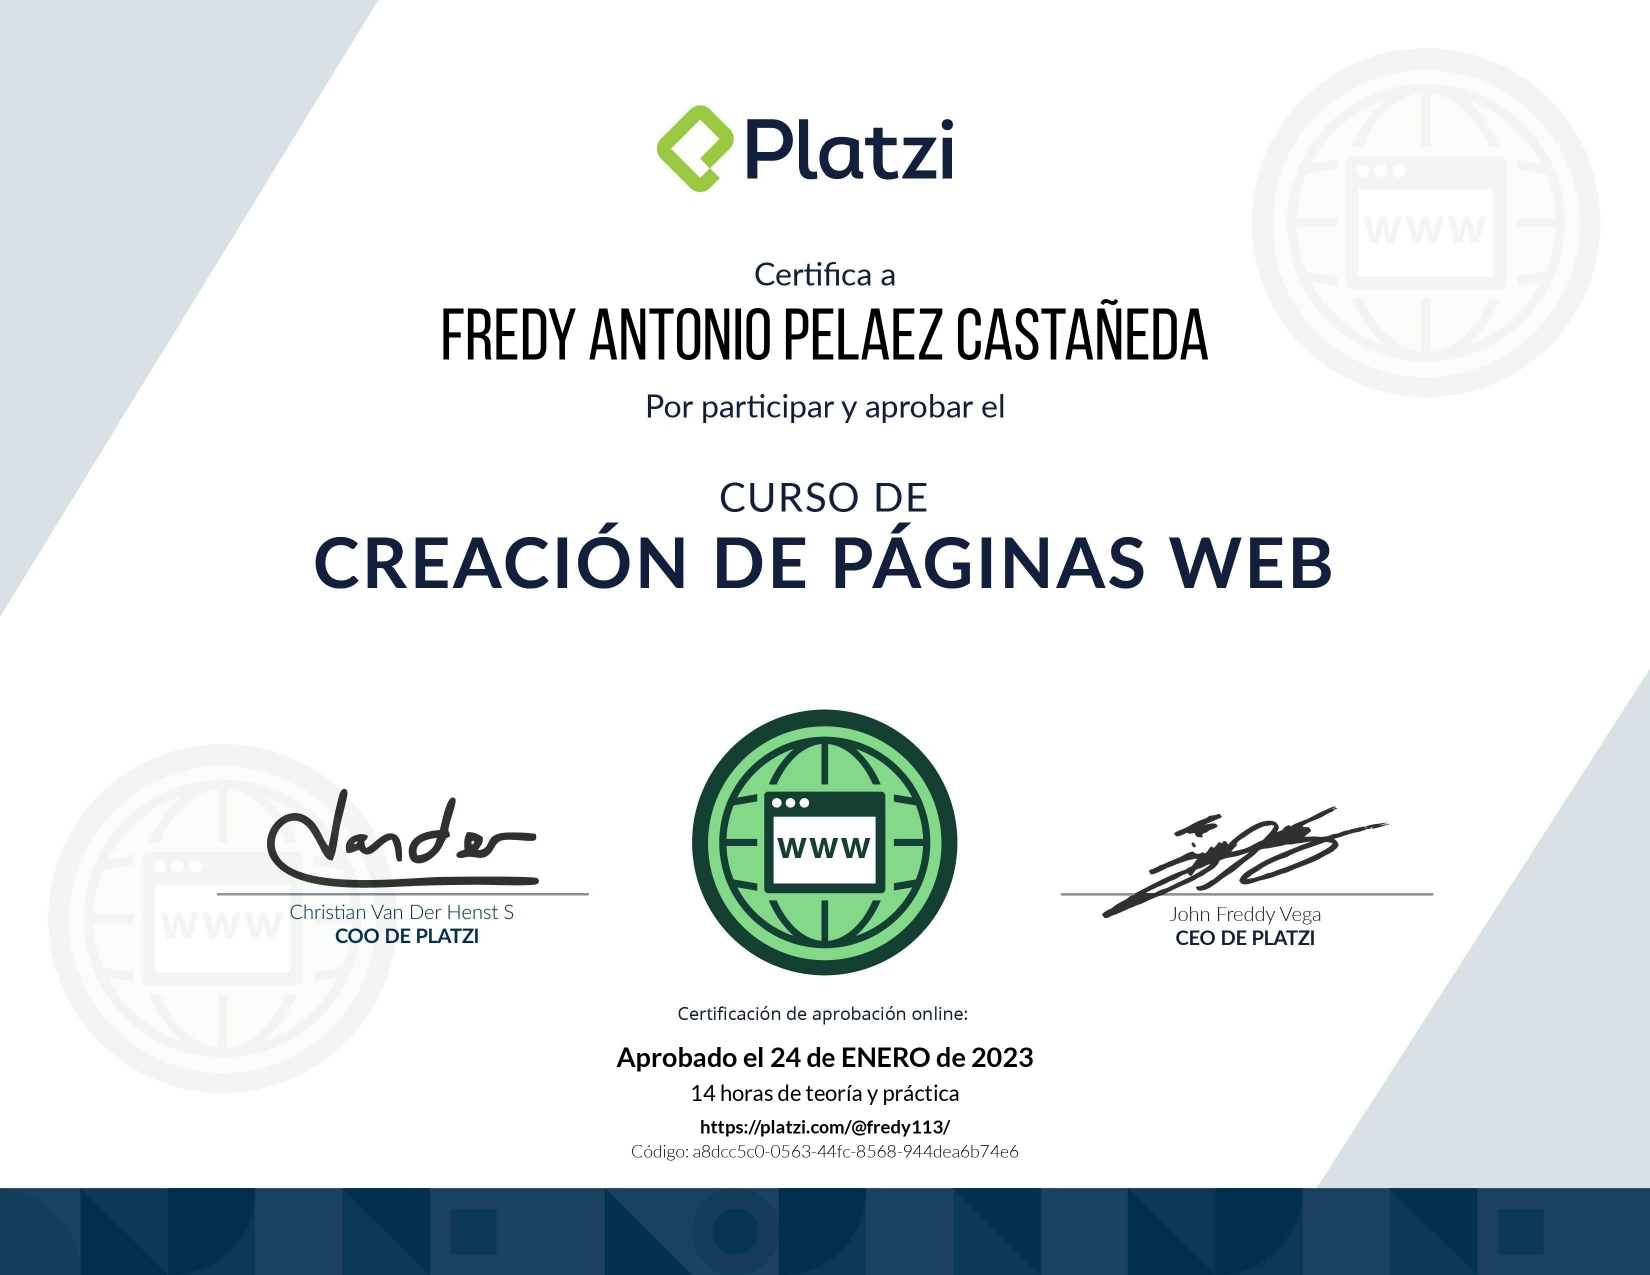 Platzi
Certifica a
FREDY ANTONIO PELAEZ CASTAÑEDA
Por participar y aprobar el
CURSO DE
CREACIÓN DE PÁGINAS WEB
www
www
Vander
www
Christian Van Der Henst S
COO DE PLATZI
John Freddy Vega
CEO DE PLATZI
Certificación de aprobación online:
Aprobado el 24 de ENERO de 2023
14 horas de teoría y práctica
https://platzi.com/@fredy113/
Código: a8dcc5c0-0563-44fc-8568-944dea6b74e6